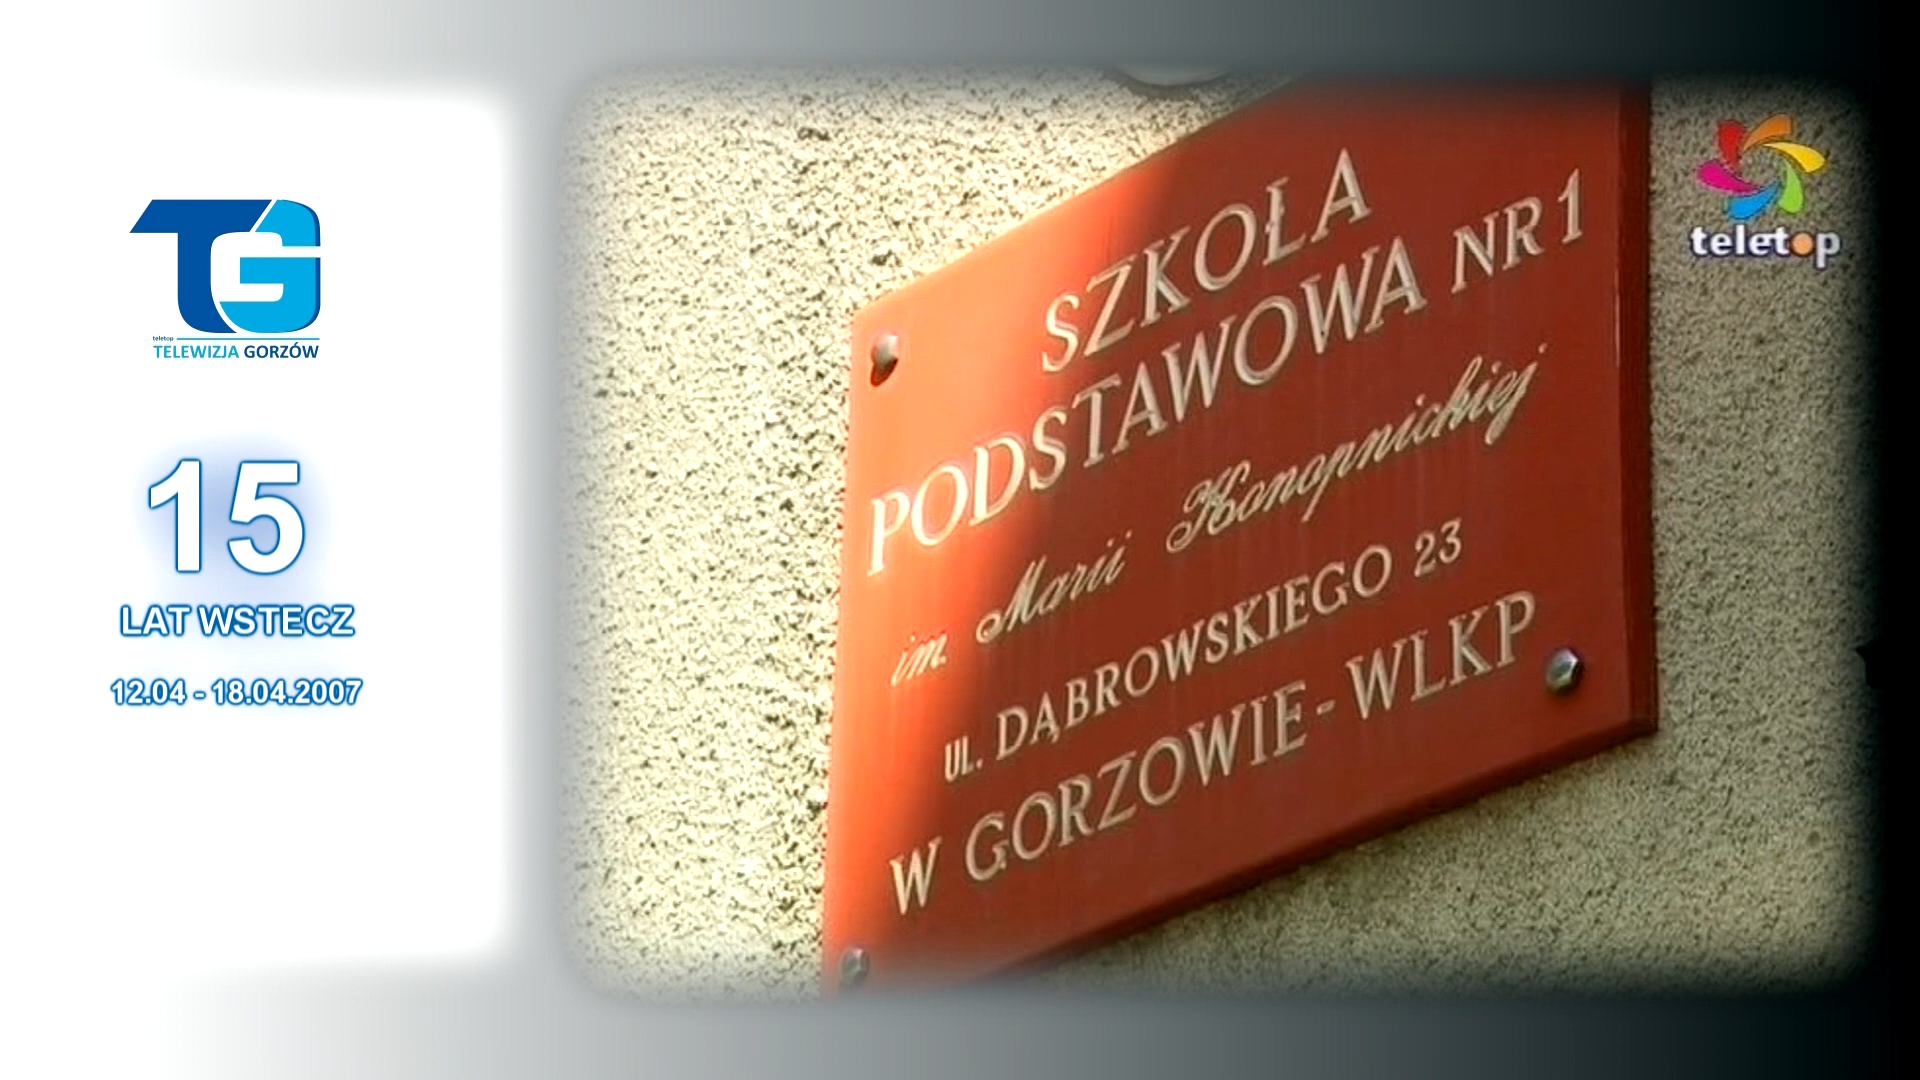 TG
teletop
TELEWIZJA GORZÓW
15
LAT WSTECZ
12.04 - 18.04.2007
SZKOŁA
PODSTAWOWA NR 1
im. Marii Konopnickiej
UL. DĄBROWSKIEGO 23
W GORZOWIE - WLKP
teletop